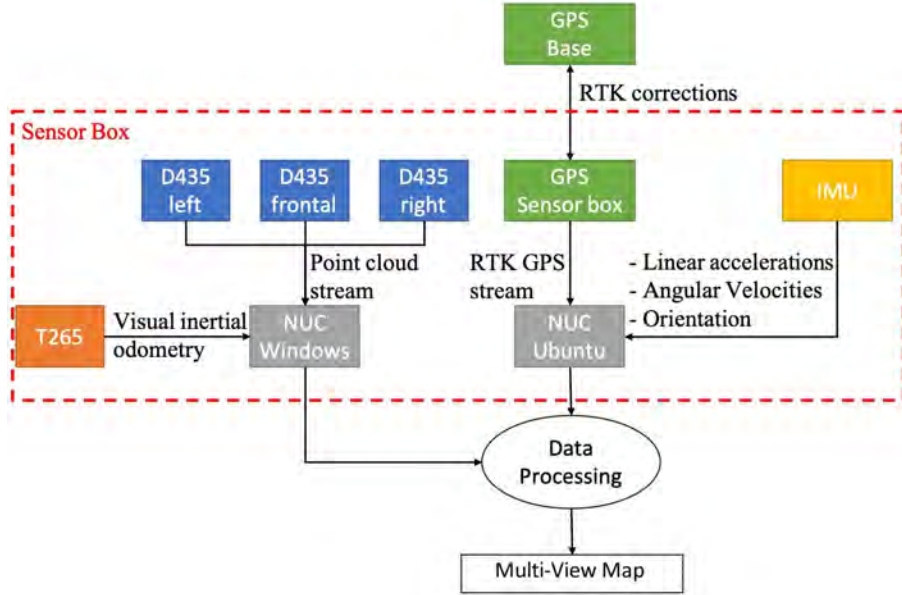 GPS
Base
RTK corrections
Sensor Box
D435
left
D435
frontal
D435
right
GPS
Sensor box
IMU
Point cloud
stream
RTK GPS
stream
- Linear accelerations
- Angular Velocities
- Orientation
T265
Visual inertial
odometry
NUC
Windows
NUC
Ubuntu
Data
Processing
Multi-View Map